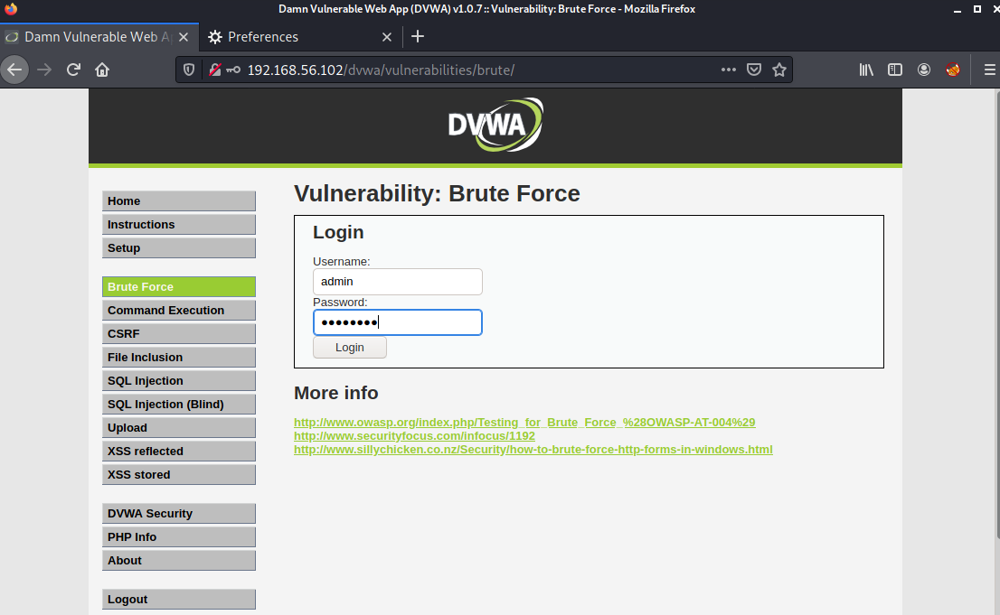 Damn Vulnerable Web App (DVWA) v1.0.7 :: Vulnerability: Brute Force - Mozilla Firefox
Damn Vulnerable Web Ap
Preferences
192.168.56.102/dvwa/vulnerabilities/brute/
DVWA
Home
Instructions
Setup
Brute Force
Command Execution
CSRF
File Inclusion
SQL Injection
SQL Injection (Blind)
Upload
XSS reflected
XSS stored
DVWA Security
PHP Info
About
Logout
Vulnerability: Brute Force
Login
Username:
admin
Password:
••••••••
Login
More info
http://www.owasp.org/index.php/Testing_for_Brute_Force_%28OWASP-AT-004%29
http://www.securityfocus.com/infocus/1192
http://www.sillychicken.co.nz/Security/how-to-brute-force-http-forms-in-windows.html